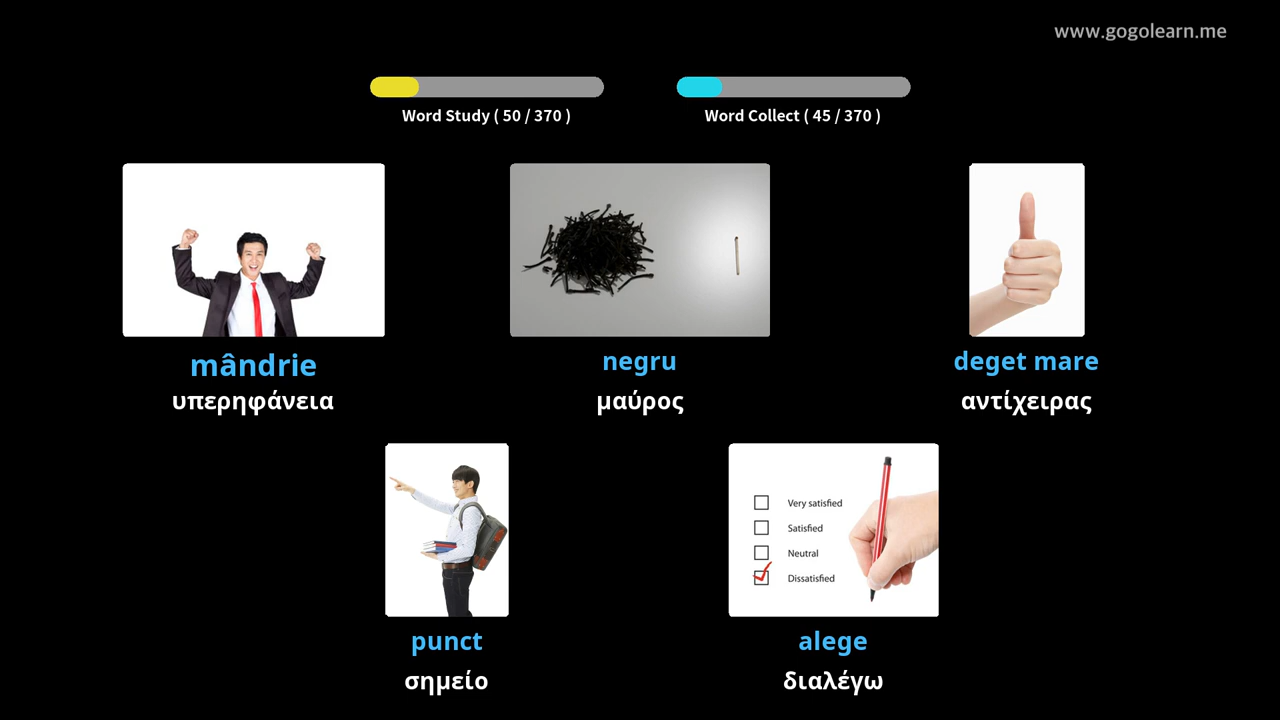 www.gogolearn.me
Word Study ( 50 / 370 )
Word Collect ( 45 / 370 )
mândrie
υπερηφάνεια
negru
μαύρος
deget mare
αντίχειρας
punct
σημείο
Very satisfied
Satisfied
Neutral
Dissatisfied
alege
διαλέγω